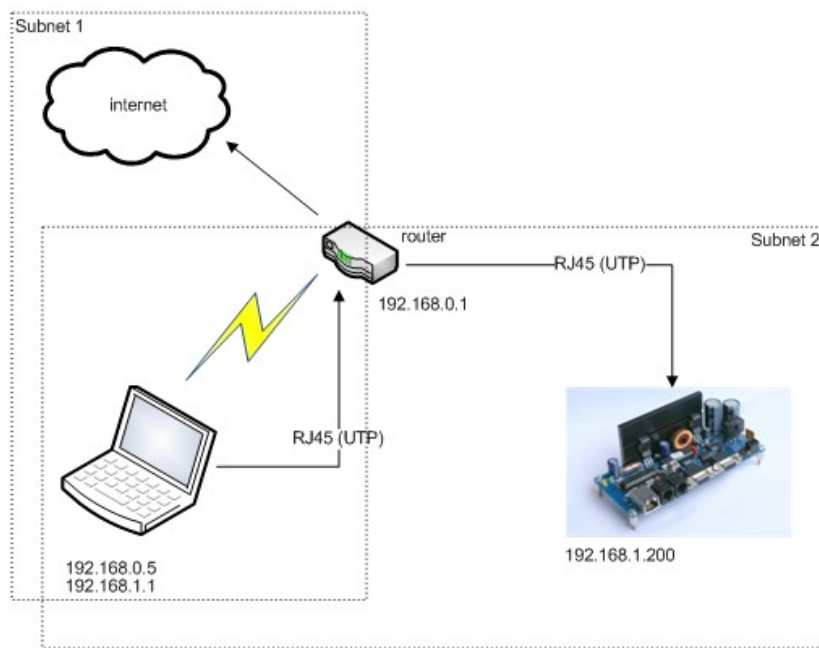 Subnet 1
internet
router
Subnet 2
RJ45 (UTP)
192.168.0.1
RJ45 (UTP)
192.168.1.200
192.168.0.5
192.168.1.1